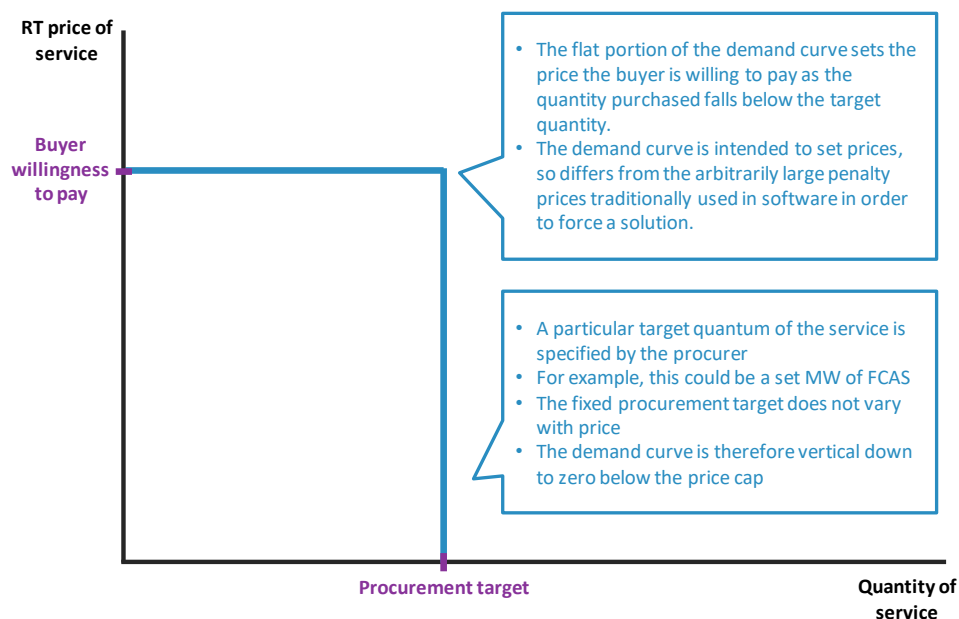 RT price of
service
• The flat portion of the demand curve sets the
price the buyer is willing to pay as the
quantity purchased falls below the target
quantity.
• The demand curve is intended to set prices,
so differs from the arbitrarily large penalty
prices traditionally used in software in order
to force a solution.
Buyer
willingness
to pay
• A particular target quantum of the service is
specified by the procurer
• For example, this could be a set MW of FCAS
• The fixed procurement target does not vary
with price
• The demand curve is therefore vertical down
to zero below the price cap
Procurement target
Quantity of
service